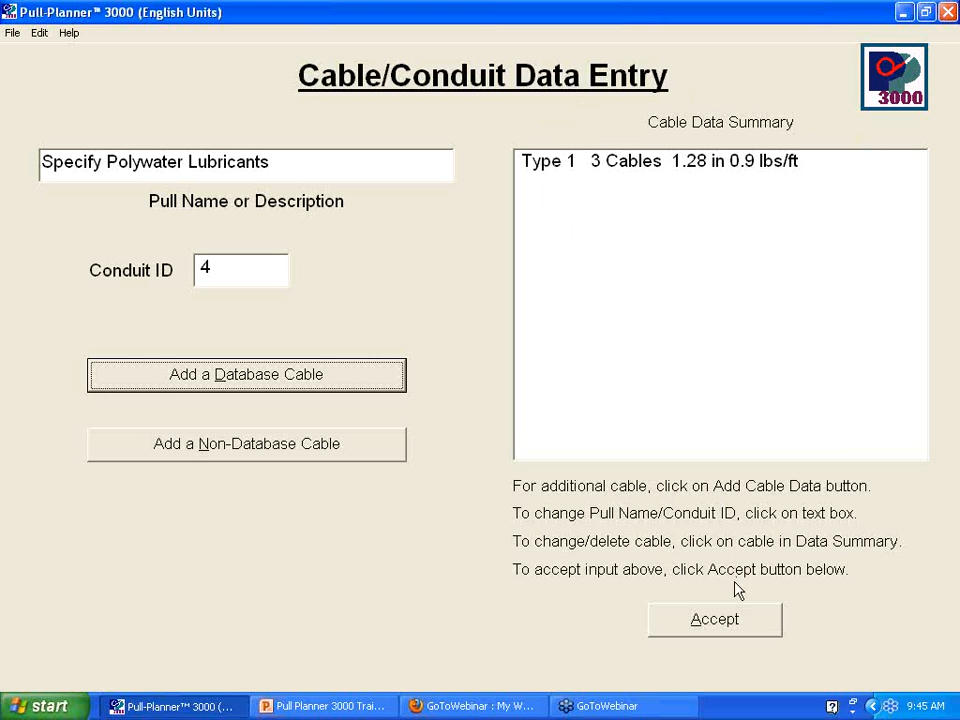 Pull-Planner™ 3000 (English Units)
File Edit Help
Cable/Conduit Data Entry
3000
Cable Data Summary
Specify Polywater Lubricants
Type 1 3 Cables 1.28 in 0.9 lbs/ft
Pull Name or Description
Conduit ID 4
Add a Database Cable
Add a Non-Database Cable
For additional cable, click on Add Cable Data button.
To change Pull Name/Conduit ID, click on text box.
To change/delete cable, click on cable in Data Summary.
To accept input above, click Accept button below.
Accept
start Pull-Planner™ 3000 (... Pull Planner 3000 Trai... GoToWebinar : My W... GoToWebinar 9:45 AM